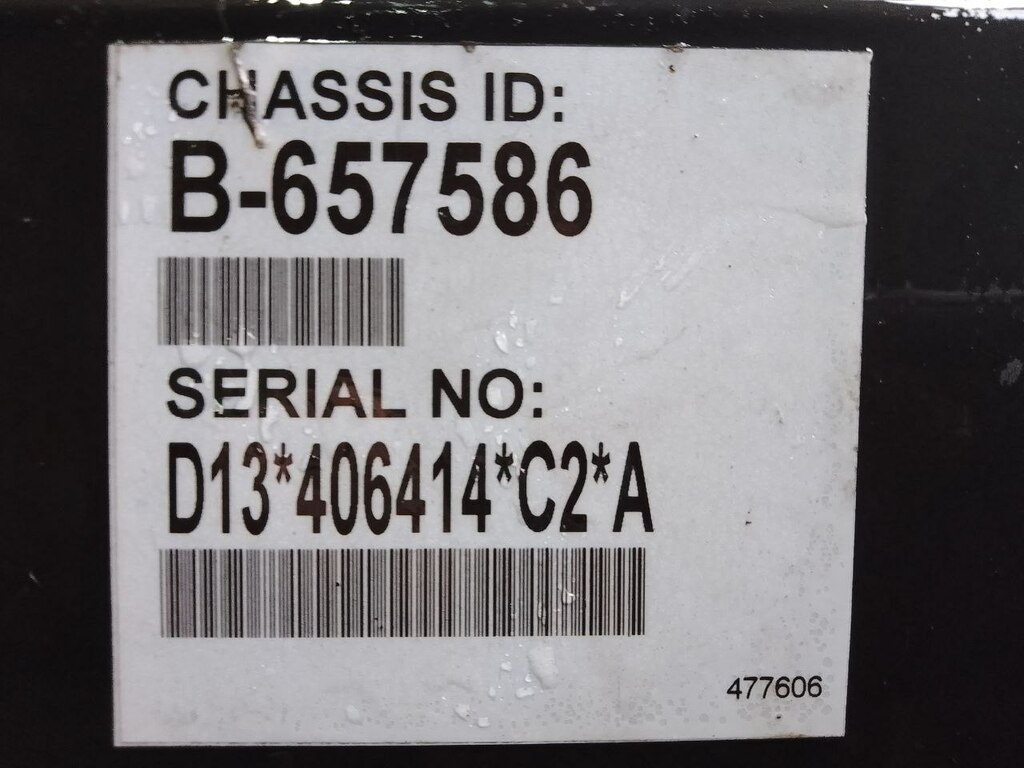 CHASSIS ID:
B-657586
SERIAL NO:
D13*406414*C2*A
477606